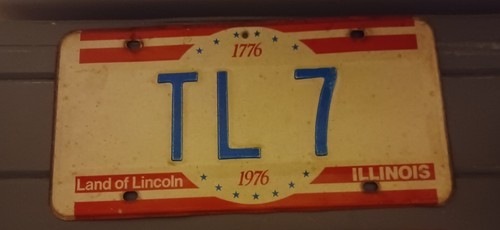 1776
TL 7
Land of Lincoln 1976 ILLINOIS